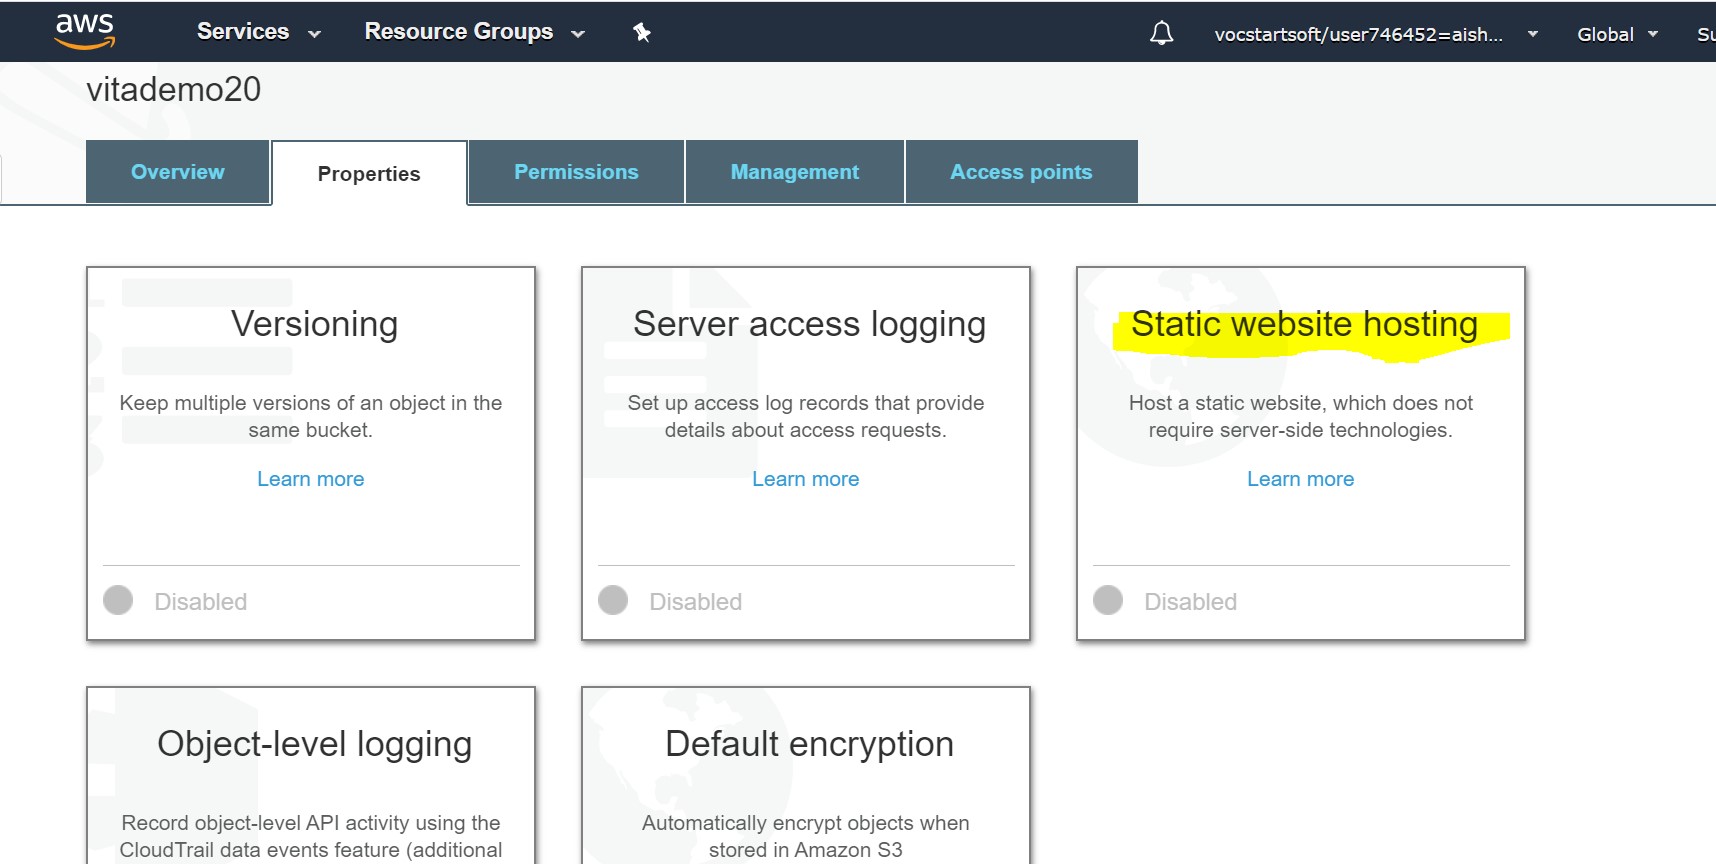 aws Services Resource Groups vocstartsoft/user746452=aish... Global Su
vitademo20
Overview Properties Permissions Management Access points
Versioning
Keep multiple versions of an object in the
same bucket.
Learn more
Disabled
Server access logging
Set up access log records that provide
details about access requests.
Learn more
Disabled
Static website hosting
Host a static website, which does not
require server-side technologies.
Learn more
Disabled
Object-level logging
Record object-level API activity using the
CloudTrail data events feature (additional
Default encryption
Automatically encrypt objects when
stored in Amazon S3